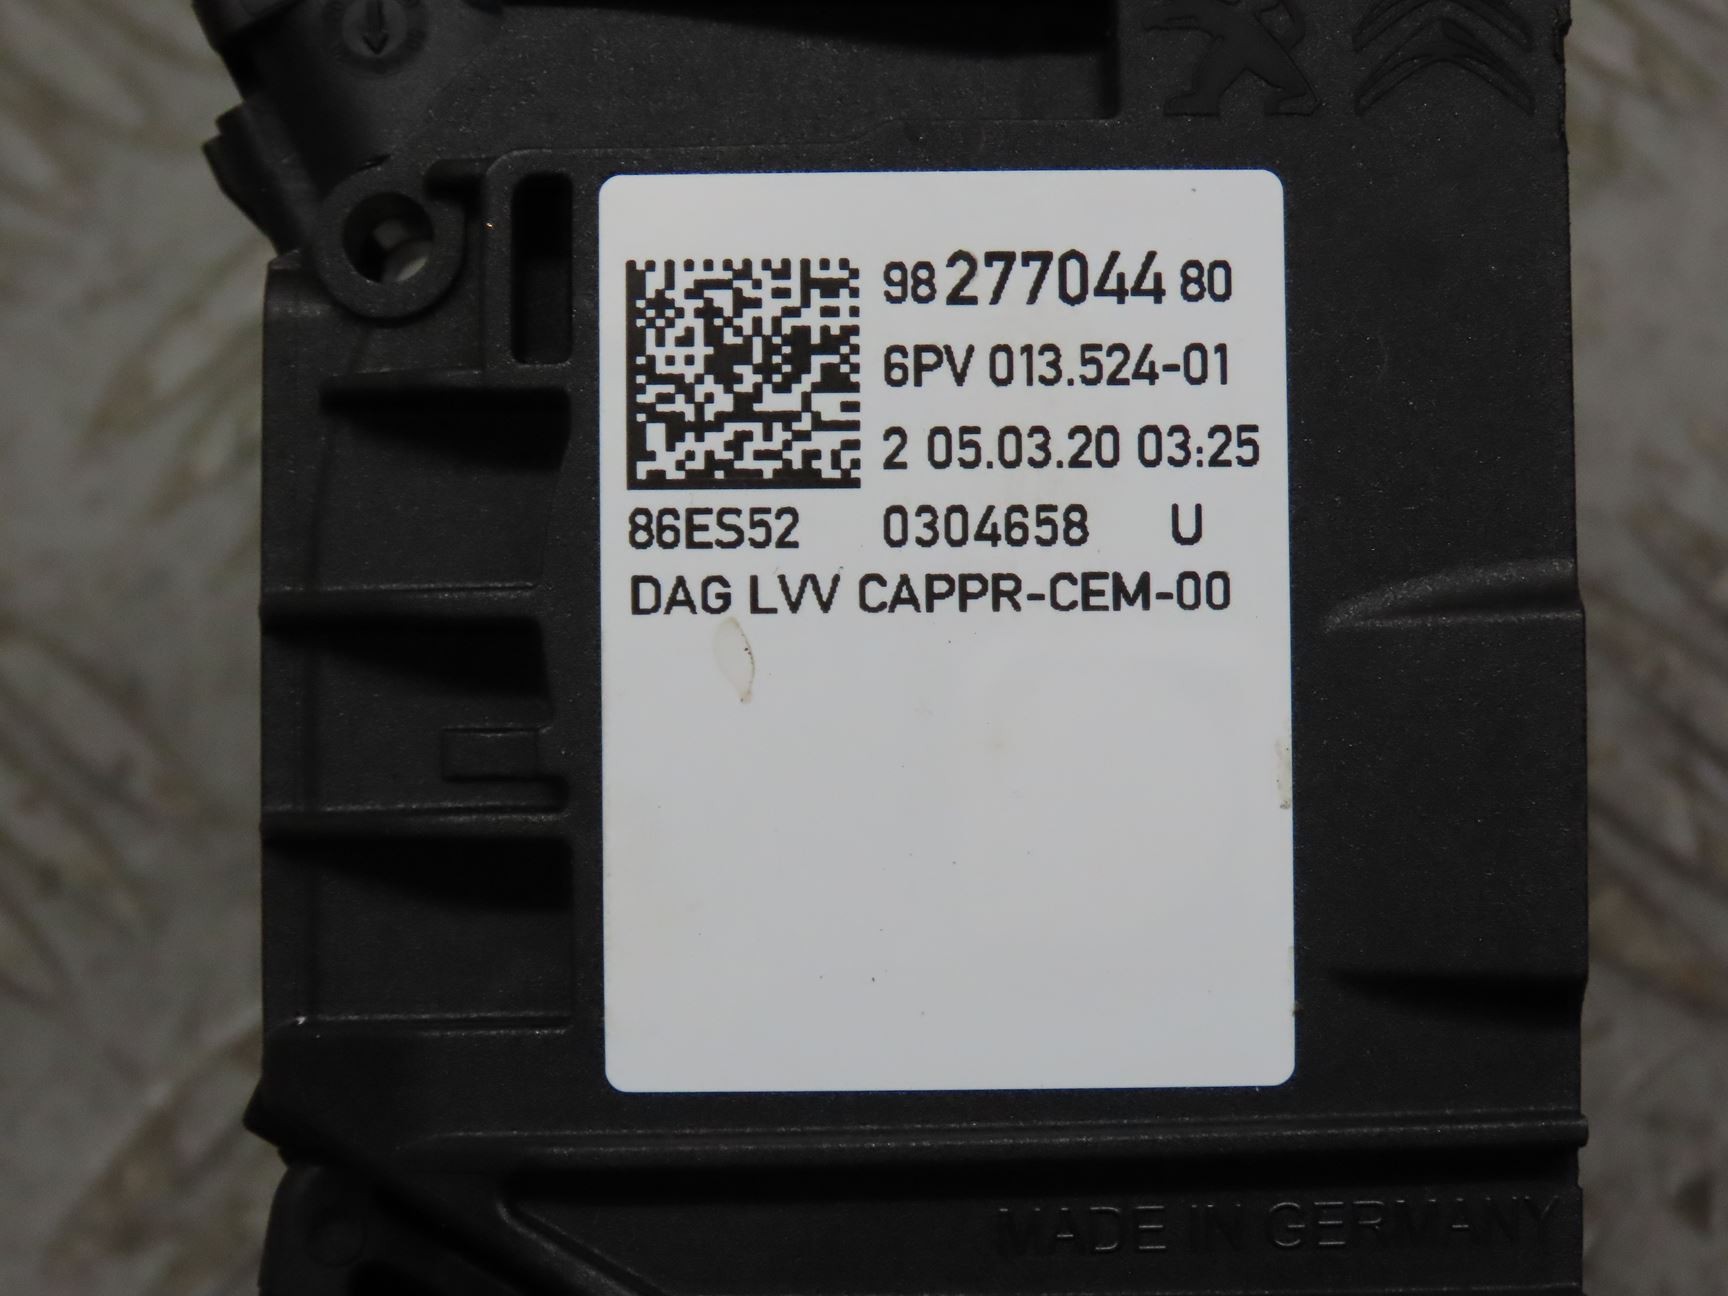 98 277044 80
6PV 013.524-01
2 05.03.20 03:25
86ES52 0304658 U
DAG LVV CAPPR-CEM-00
MADE IN GERMANY